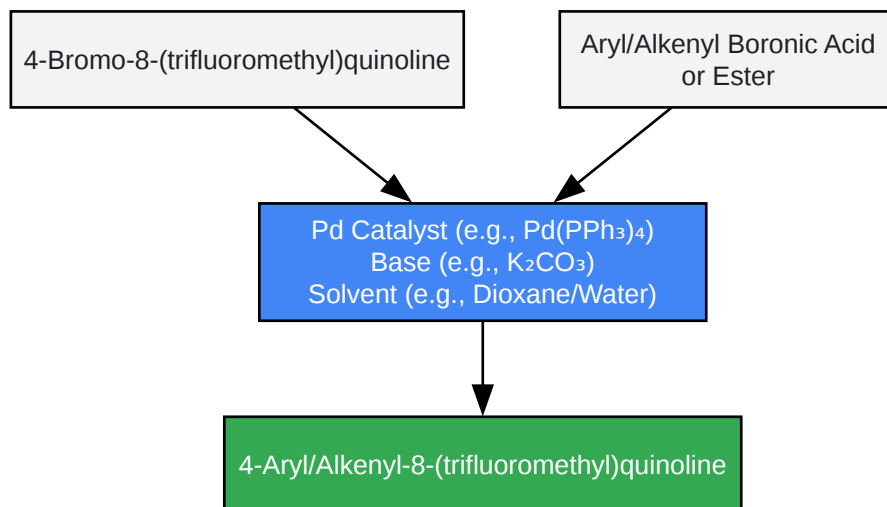 4-Bromo-8-(trifluoromethyl)quinoline
Aryl/Alkenyl Boronic Acid
or Ester
Pd Catalyst (e.g., Pd(PPh₃)₄)
Base (e.g., K₂CO₃)
Solvent (e.g., Dioxane/Water)
4-Aryl/Alkenyl-8-(trifluoromethyl)quinoline